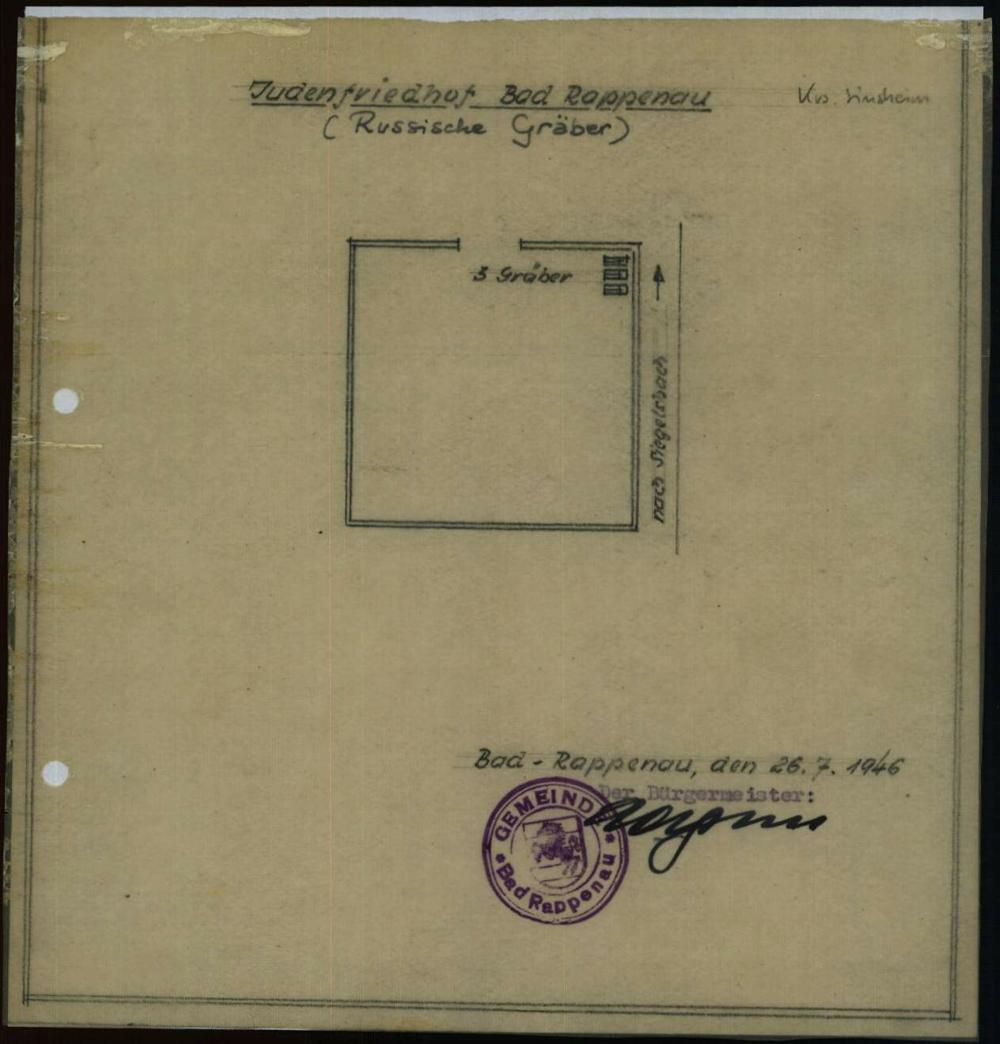 Judenfriedhof Bad Rappenau
Krs. Sinsheim
(Russische Gräber)
3 Gräber
nach Siegelsbach
Bad-Rappenau, den 26.7.1946
Der Bürgermeister:
GEMEINDE
Bad Rappenau